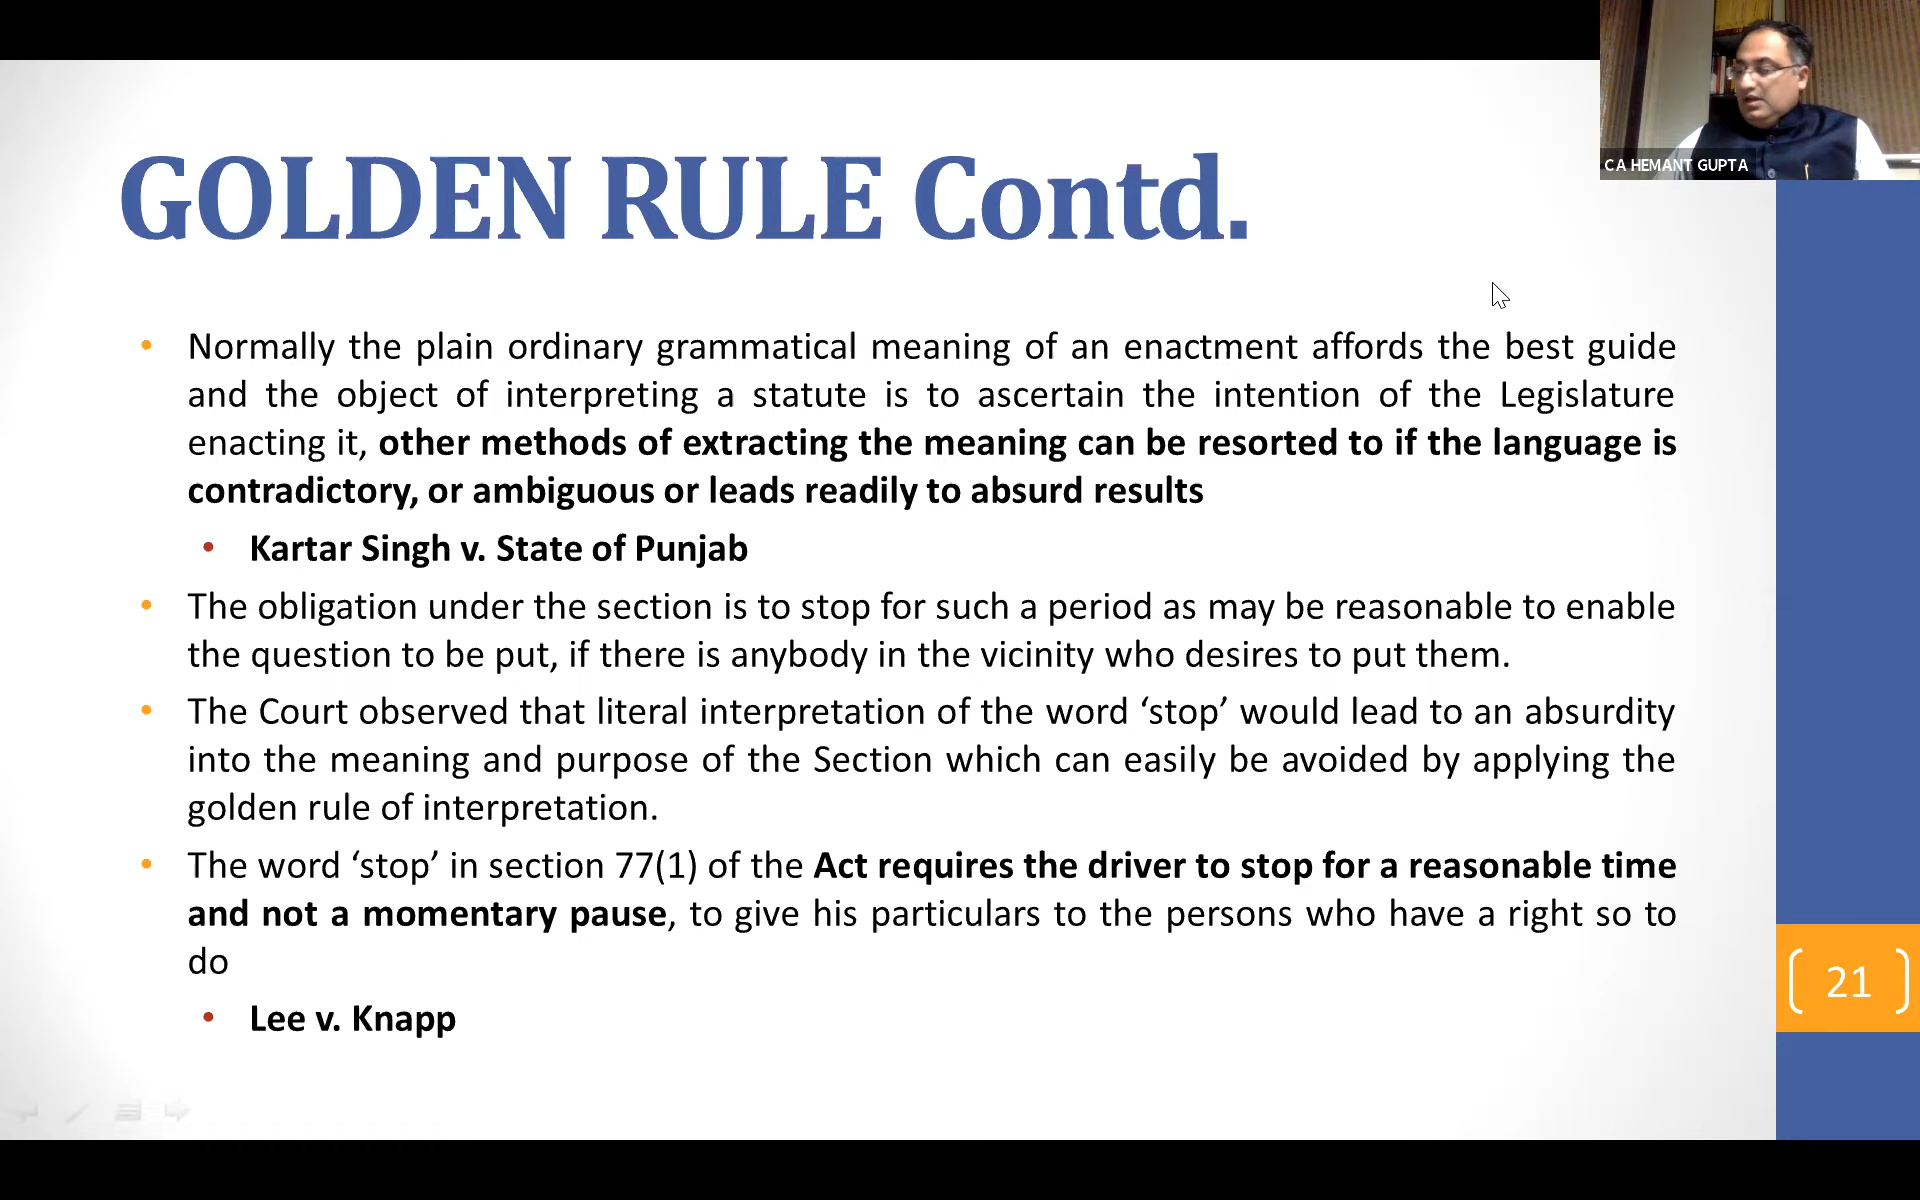 CA HEMANT GUPTA
GOLDEN RULE Contd.
• Normally the plain ordinary grammatical meaning of an enactment affords the best guide
and the object of interpreting a statute is to ascertain the intention of the Legislature
enacting it, other methods of extracting the meaning can be resorted to if the language is
contradictory, or ambiguous or leads readily to absurd results
• Kartar Singh v. State of Punjab
• The obligation under the section is to stop for such a period as may be reasonable to enable
the question to be put, if there is anybody in the vicinity who desires to put them.
• The Court observed that literal interpretation of the word ‘stop’ would lead to an absurdity
into the meaning and purpose of the Section which can easily be avoided by applying the
golden rule of interpretation.
• The word ‘stop’ in section 77(1) of the Act requires the driver to stop for a reasonable time
and not a momentary pause, to give his particulars to the persons who have a right so to
do
• Lee v. Knapp
21